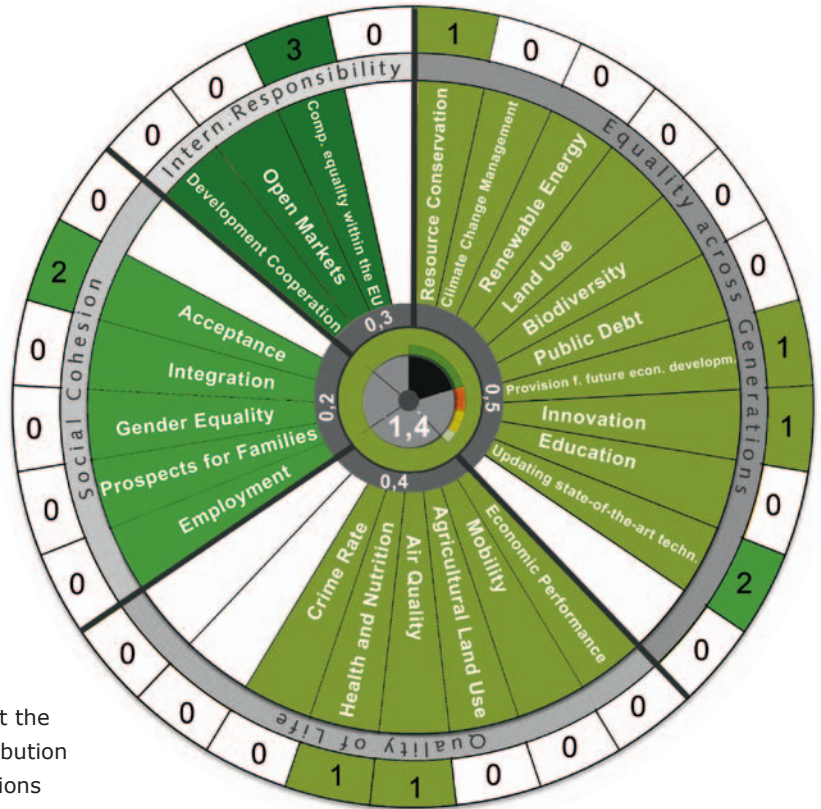 1
0
0
0
0
0
0
1
1
0
2
0
0
0
0
1
1
0
0
0
0
0
0
0
2
0
0
0
3
0
Equality across Generations
Resource Conservation
Climate Change Management
Renewable Energy
Land Use
Biodiversity
Public Debt
Provision f. future econ. developm.
Innovation
Education
Updating state-of-the-art techn.
Quality of Life
Economic Performance
Mobility
Agricultural Land Use
Air Quality
Health and Nutrition
Crime Rate
Social Cohesion
Employment
Prospects for Families
Gender Equality
Integration
Acceptance
Intern. Responsibility
Development Cooperation
Open Markets
Comp. equality within the EU
0,3
0,5
0,4
0,2
1,4
t the
bution
ions